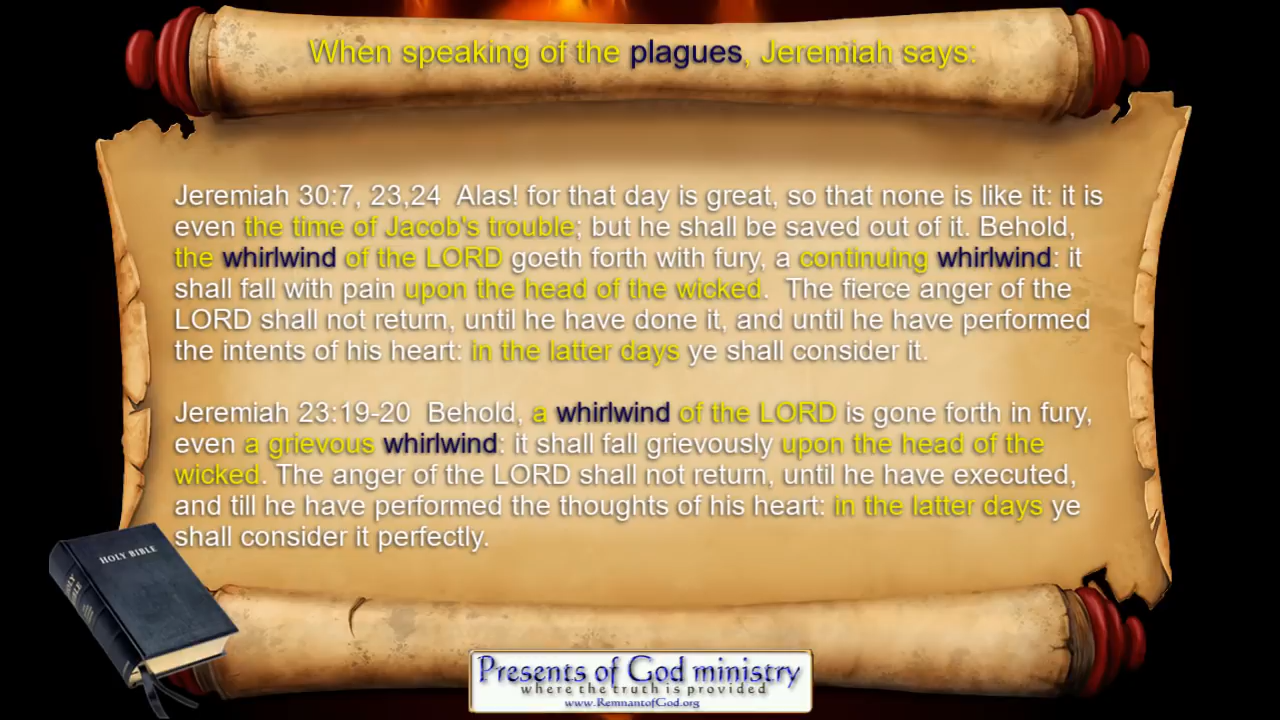 When speaking of the plagues, Jeremiah says:
Jeremiah 30:7, 23,24  Alas! for that day is great, so that none is like it: it is
even the time of Jacob's trouble; but he shall be saved out of it. Behold,
the whirlwind of the LORD goeth forth with fury, a continuing whirlwind: it
shall fall with pain upon the head of the wicked.  The fierce anger of the
LORD shall not return, until he have done it, and until he have performed
the intents of his heart: in the latter days ye shall consider it.
Jeremiah 23:19-20  Behold, a whirlwind of the LORD is gone forth in fury,
even a grievous whirlwind: it shall fall grievously upon the head of the
wicked. The anger of the LORD shall not return, until he have executed,
and till he have performed the thoughts of his heart: in the latter days ye
shall consider it perfectly.
HOLY BIBLE
HOLY BIBLE
Presents of God ministry
where the truth is provided
www.RemnantofGod.org